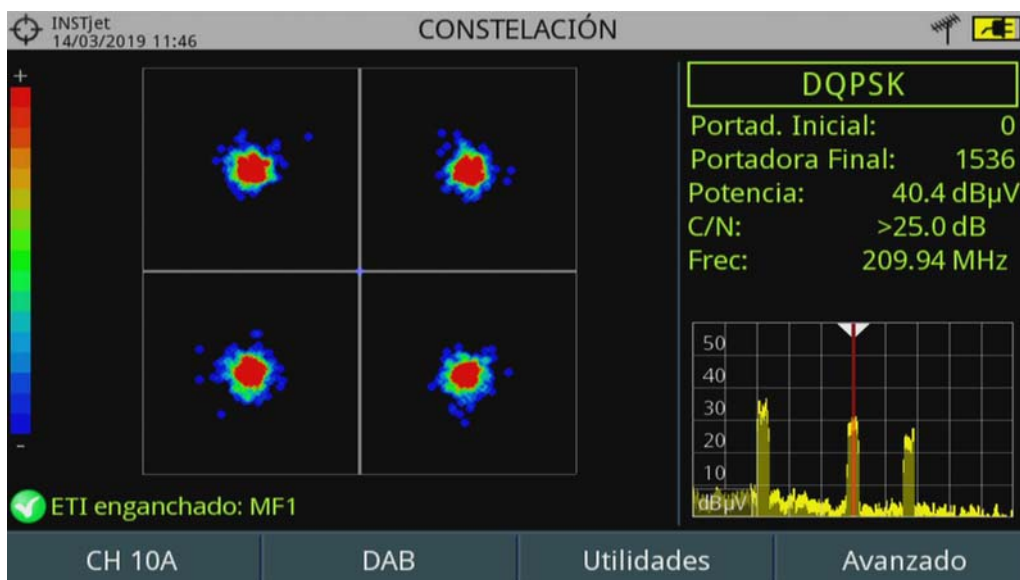 INSTjet
14/03/2019 11:46
CONSTELACIÓN
+
-
DQPSK
Portad. Inicial: 0
Portadora Final: 1536
Potencia: 40.4 dBµV
C/N: >25.0 dB
Frec: 209.94 MHz
50
40
30
20
10
dBµV
ETI enganchado: MF1
CH 10A
DAB
Utilidades
Avanzado